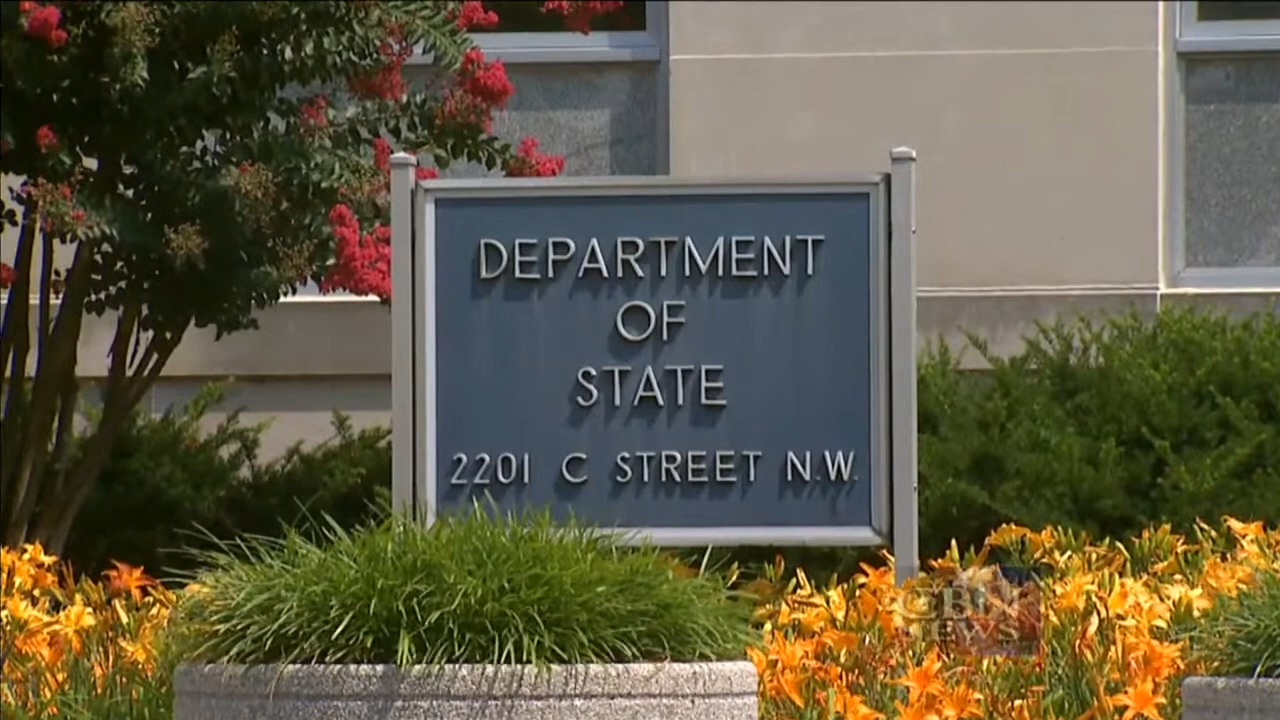 DEPARTMENT
OF
STATE
2201 C STREET N.W.
CBN
NEWS